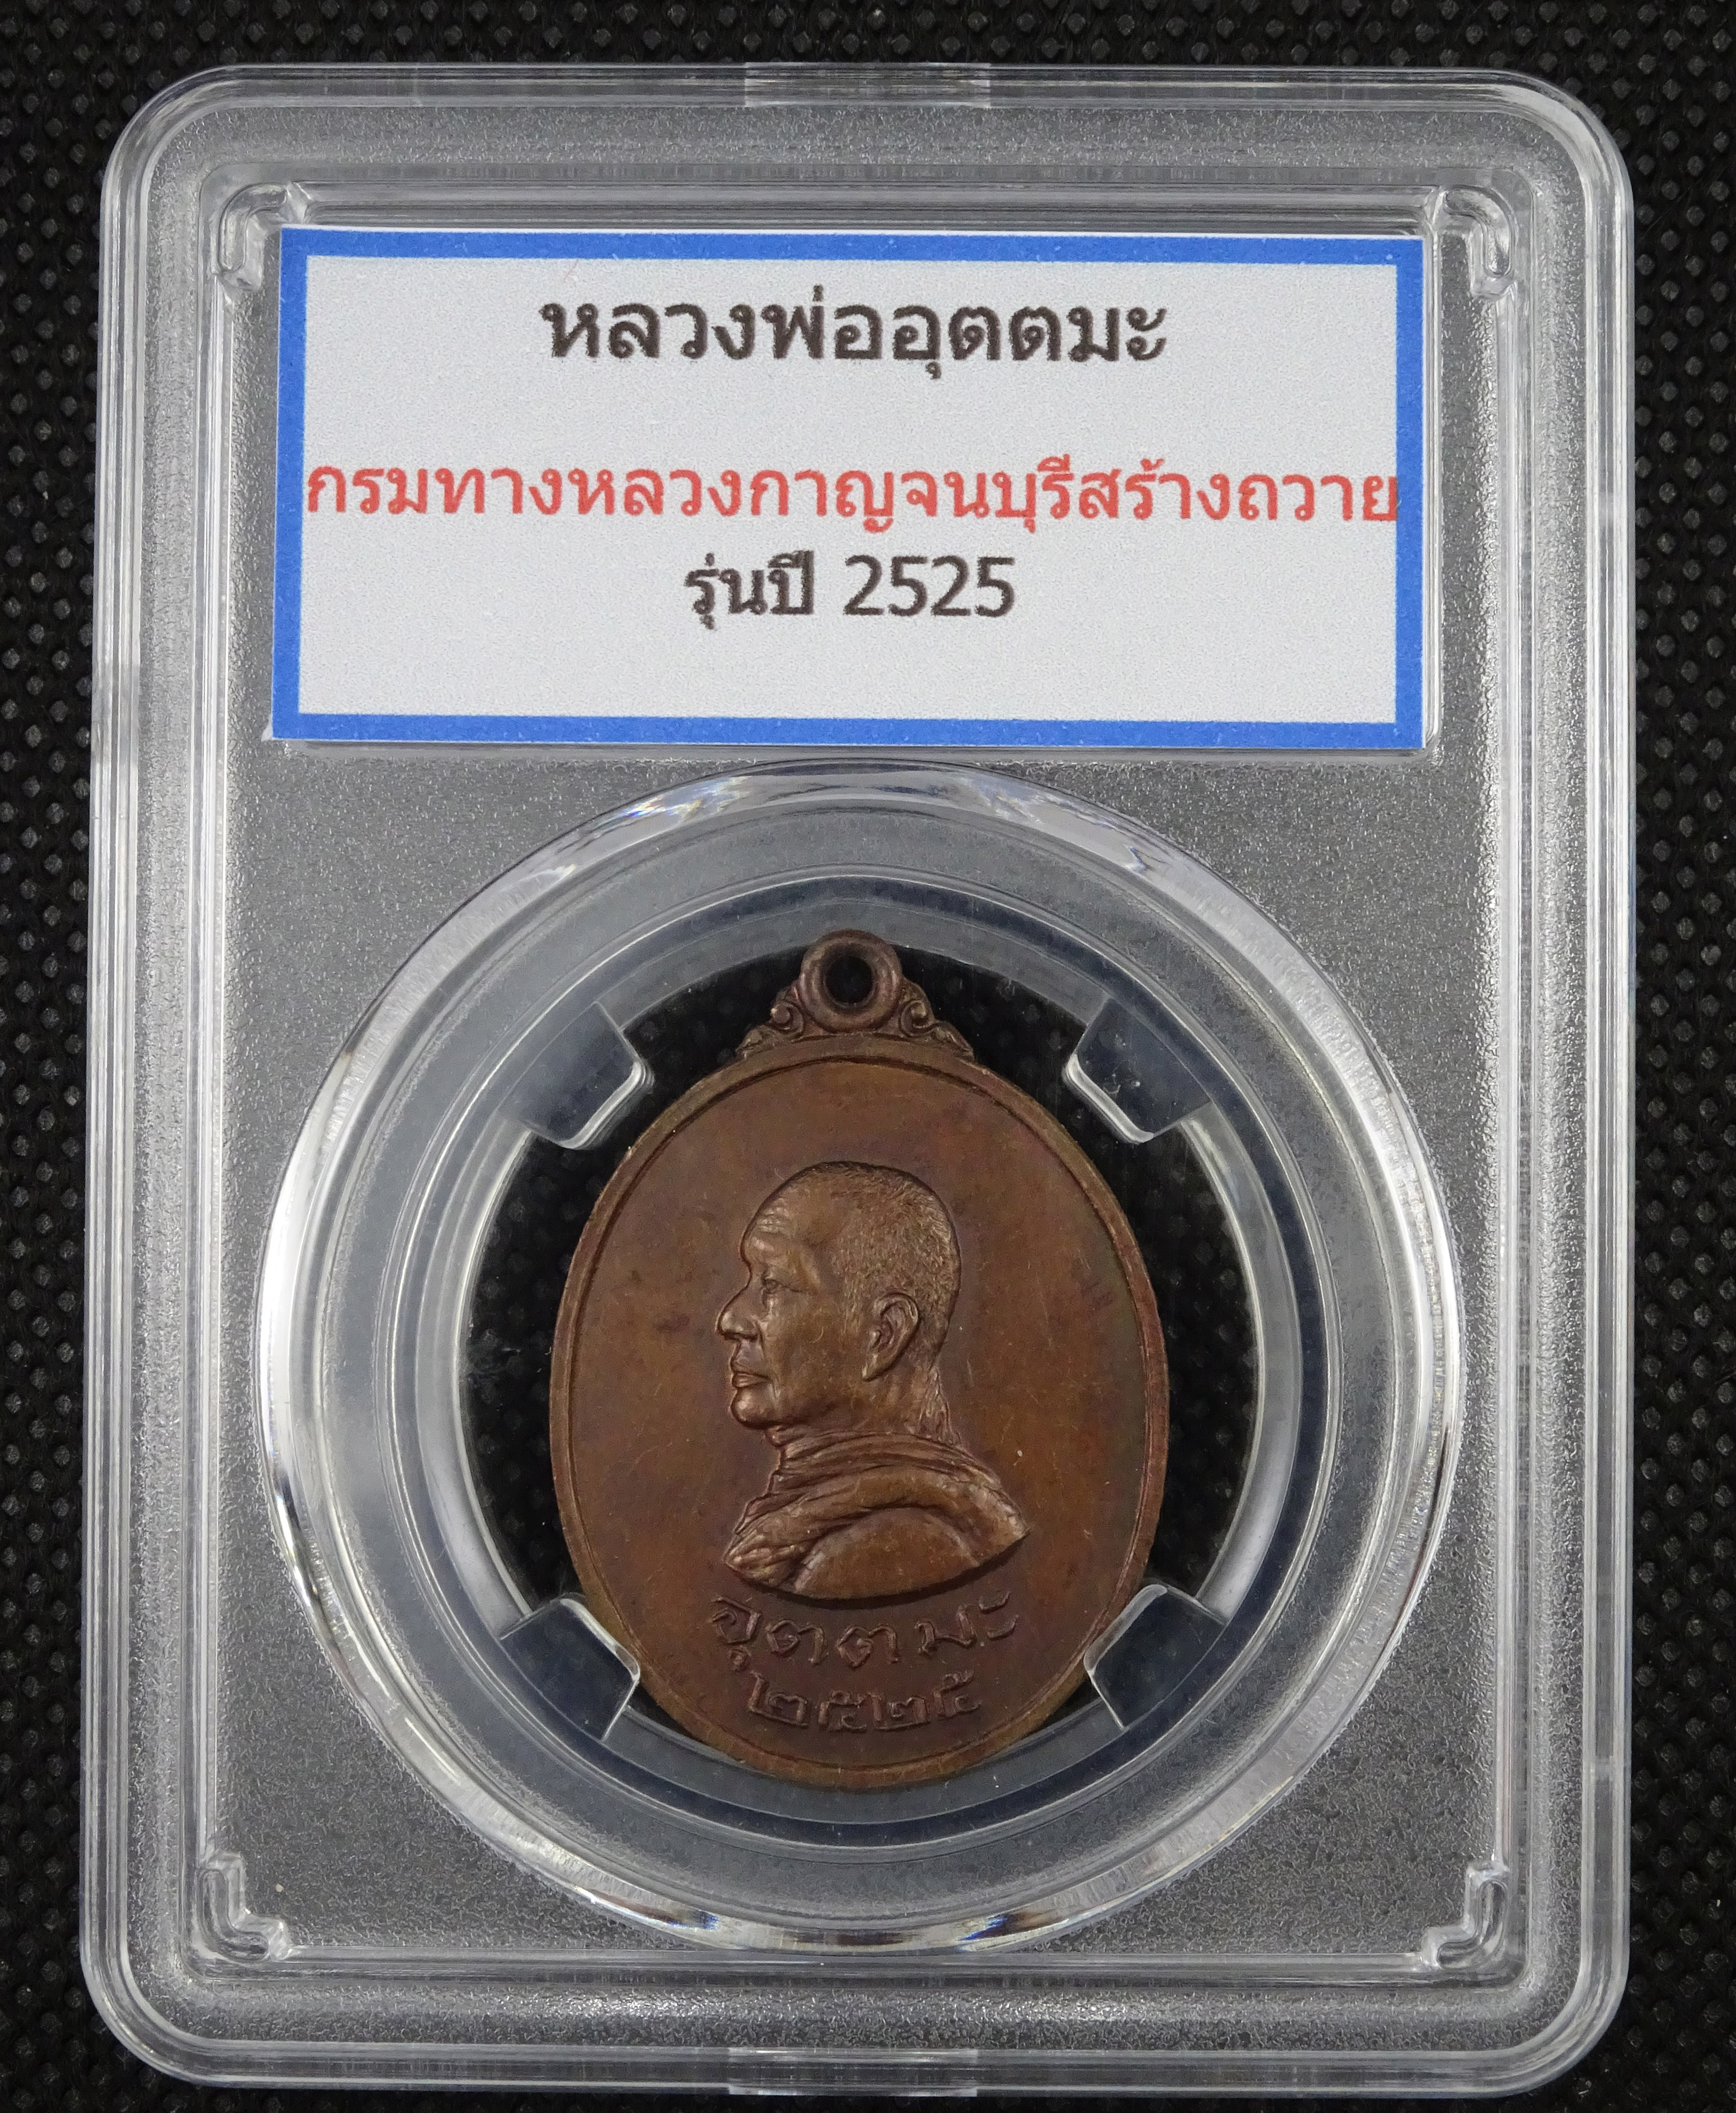 หลวงพ่ออุตตมะ
กรมทางหลวงกาญจนบุรีสร้างถวาย
รุ่นปี 2525
อุตตมะ
๒๕๒๕